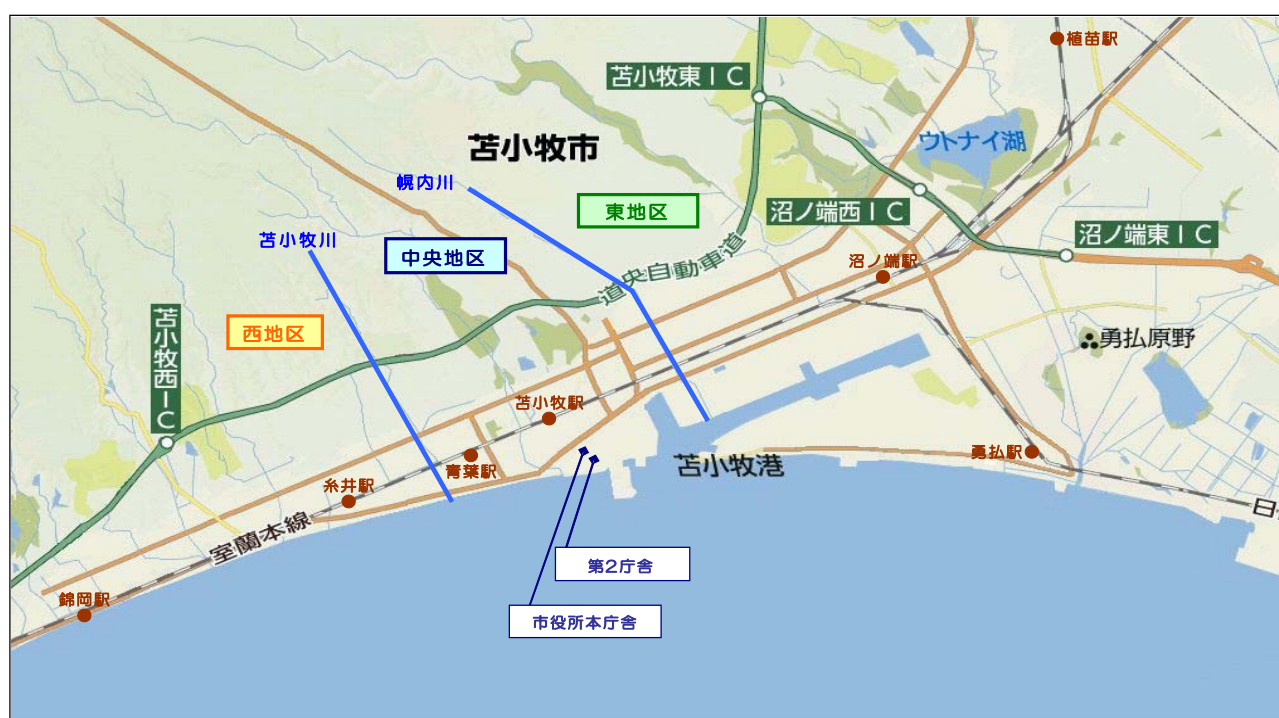 植苗駅
苫小牧東IC
苫小牧市
ウトナイ湖
幌内川
東地区
沼ノ端西IC
苫小牧川
中央地区
道央自動車道
沼ノ端東IC
沼ノ端駅
苫小牧西IC
西地区
勇払原野
苫小牧駅
青葉駅
苫小牧港
勇払駅
糸井駅
室蘭本線
日
第2庁舎
錦岡駅
市役所本庁舎